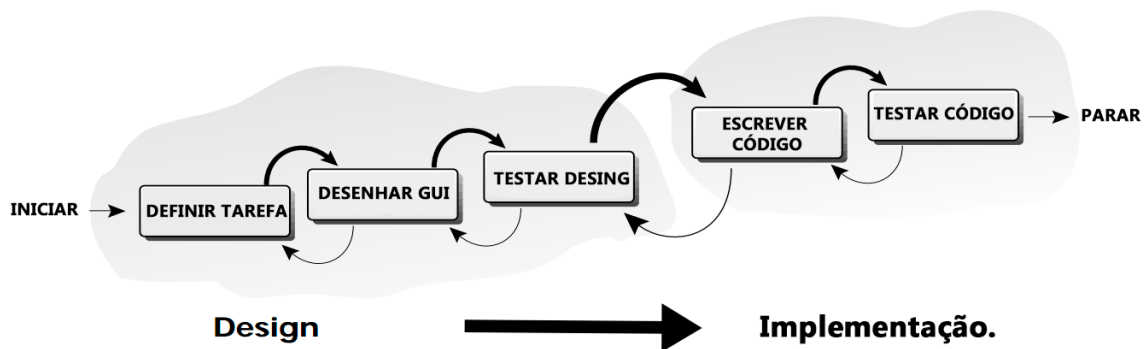 INICIAR
DEFINIR TAREFA
DESENHAR GUI
TESTAR DESING
ESCREVER
CÓDIGO
TESTAR CÓDIGO
PARAR
Design
Implementação.